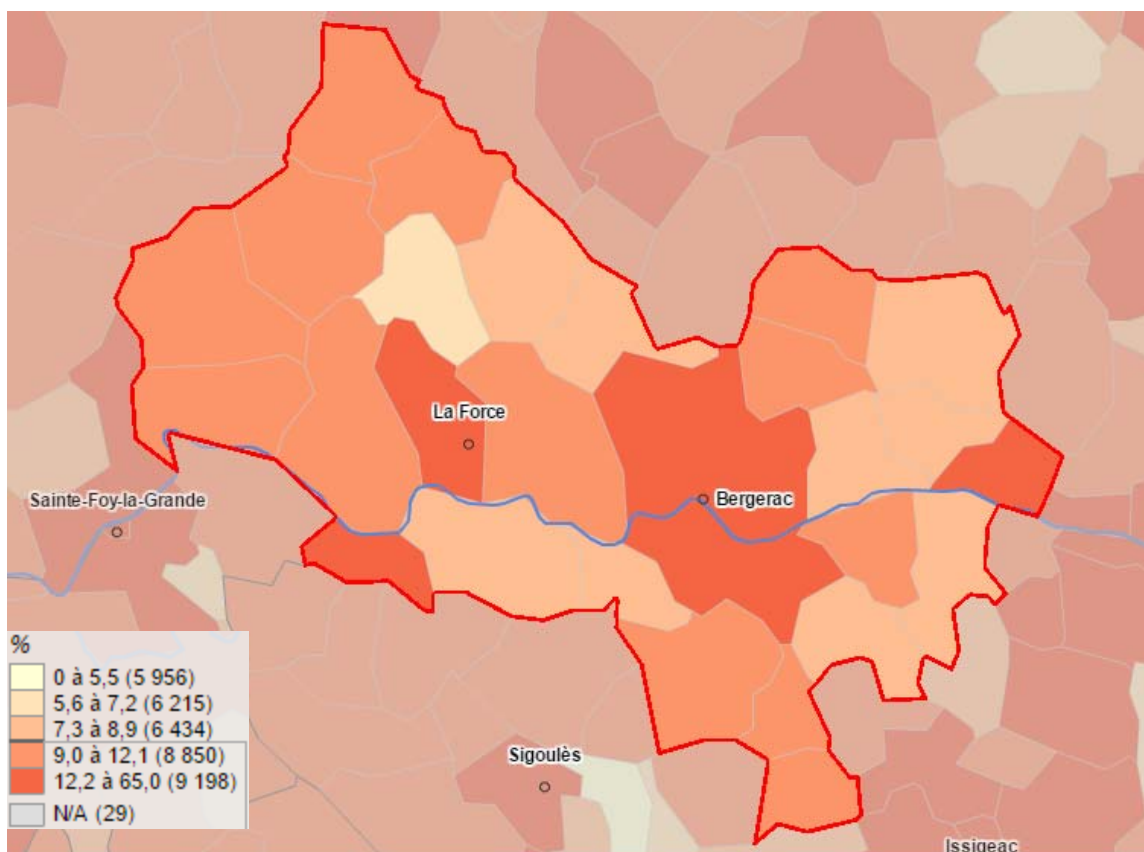 La Force
Sainte-Foy-la-Grande
Bergerac
Sigoulès
Issigeac
%
0 à 5,5 (5 956)
5,6 à 7,2 (6 215)
7,3 à 8,9 (6 434)
9,0 à 12,1 (8 850)
12,2 à 65,0 (9 198)
N/A (29)